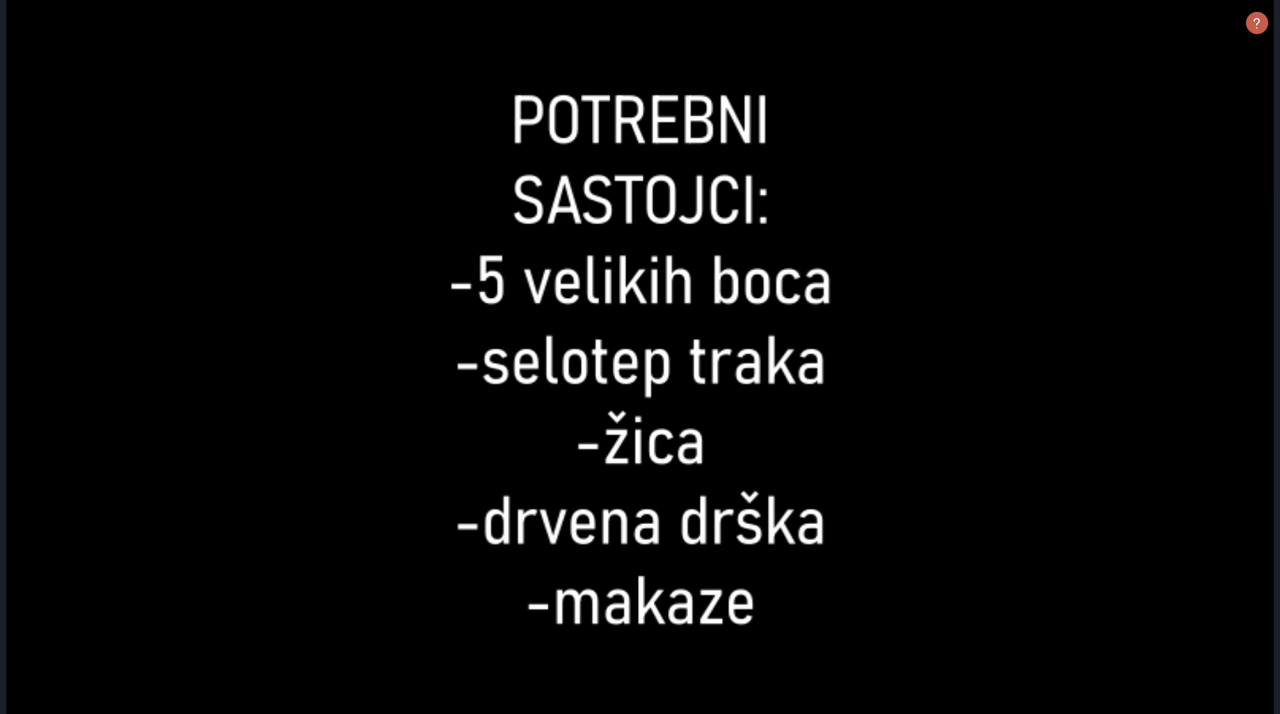 ?
POTREBNI
SASTOJCI:
-5 velikih boca
-selotep traka
-žica
-drvena drška
-makaze